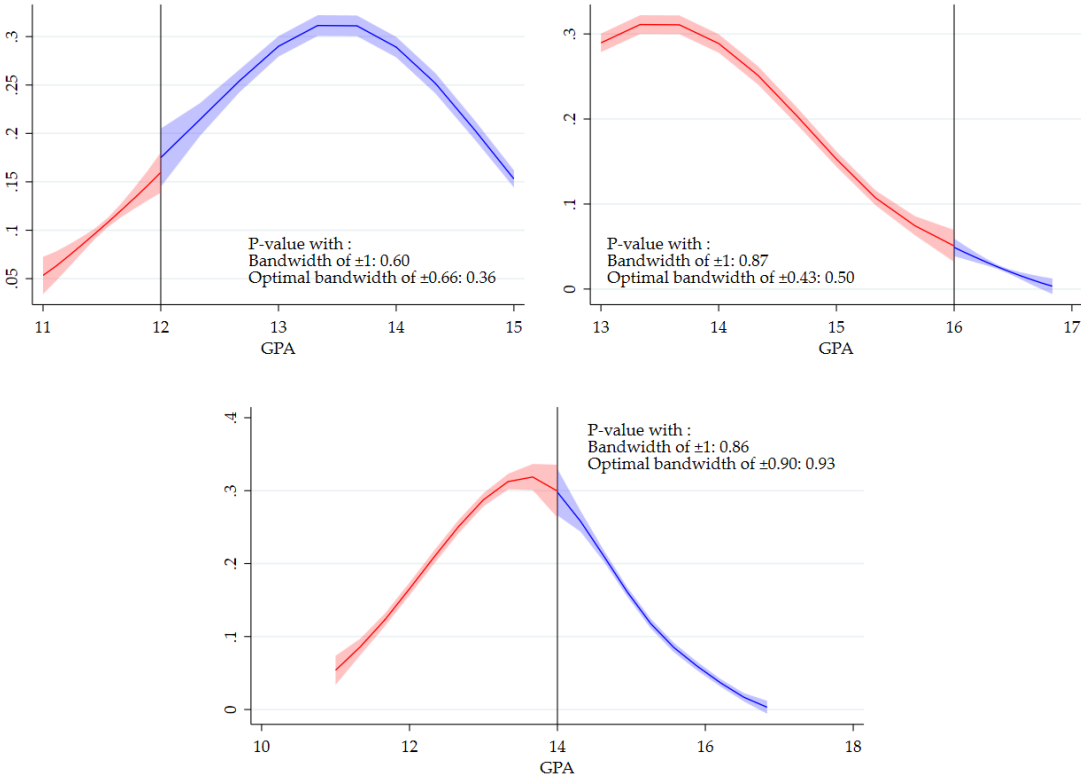 .3
.25
.2
.15
.1
.05
P-value with :
Bandwidth of ±1: 0.60
Optimal bandwidth of ±0.66: 0.36
11 12 13 14 15
GPA
.3
.2
.1
0
P-value with :
Bandwidth of ±1: 0.87
Optimal bandwidth of ±0.43: 0.50
13 14 15 16 17
GPA
.4
.3
.2
.1
0
P-value with :
Bandwidth of ±1: 0.86
Optimal bandwidth of ±0.90: 0.93
10 12 14 16 18
GPA